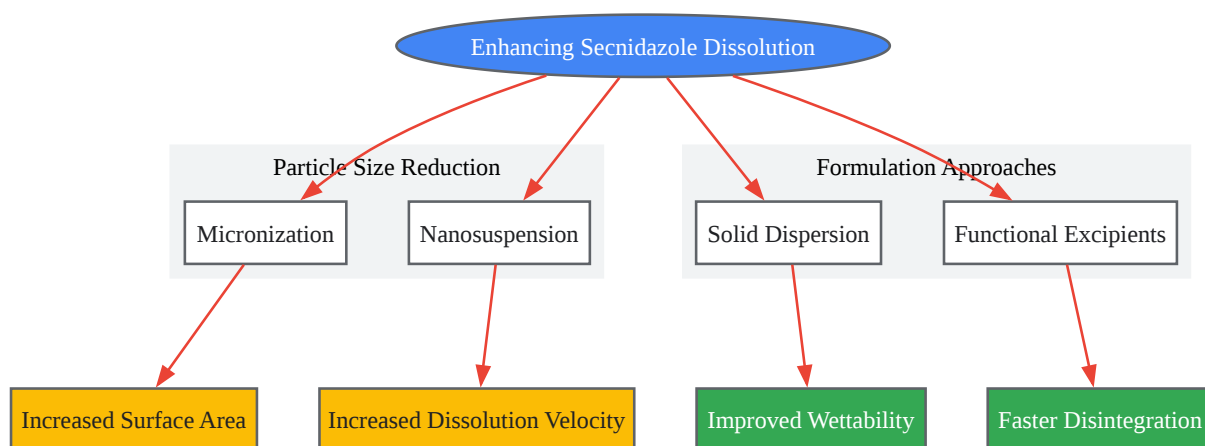 Enhancing Secnidazole Dissolution
Particle Size Reduction
Formulation Approaches
Micronization
Nanosuspension
Solid Dispersion
Functional Excipients
Increased Surface Area
Increased Dissolution Velocity
Improved Wettability
Faster Disintegration